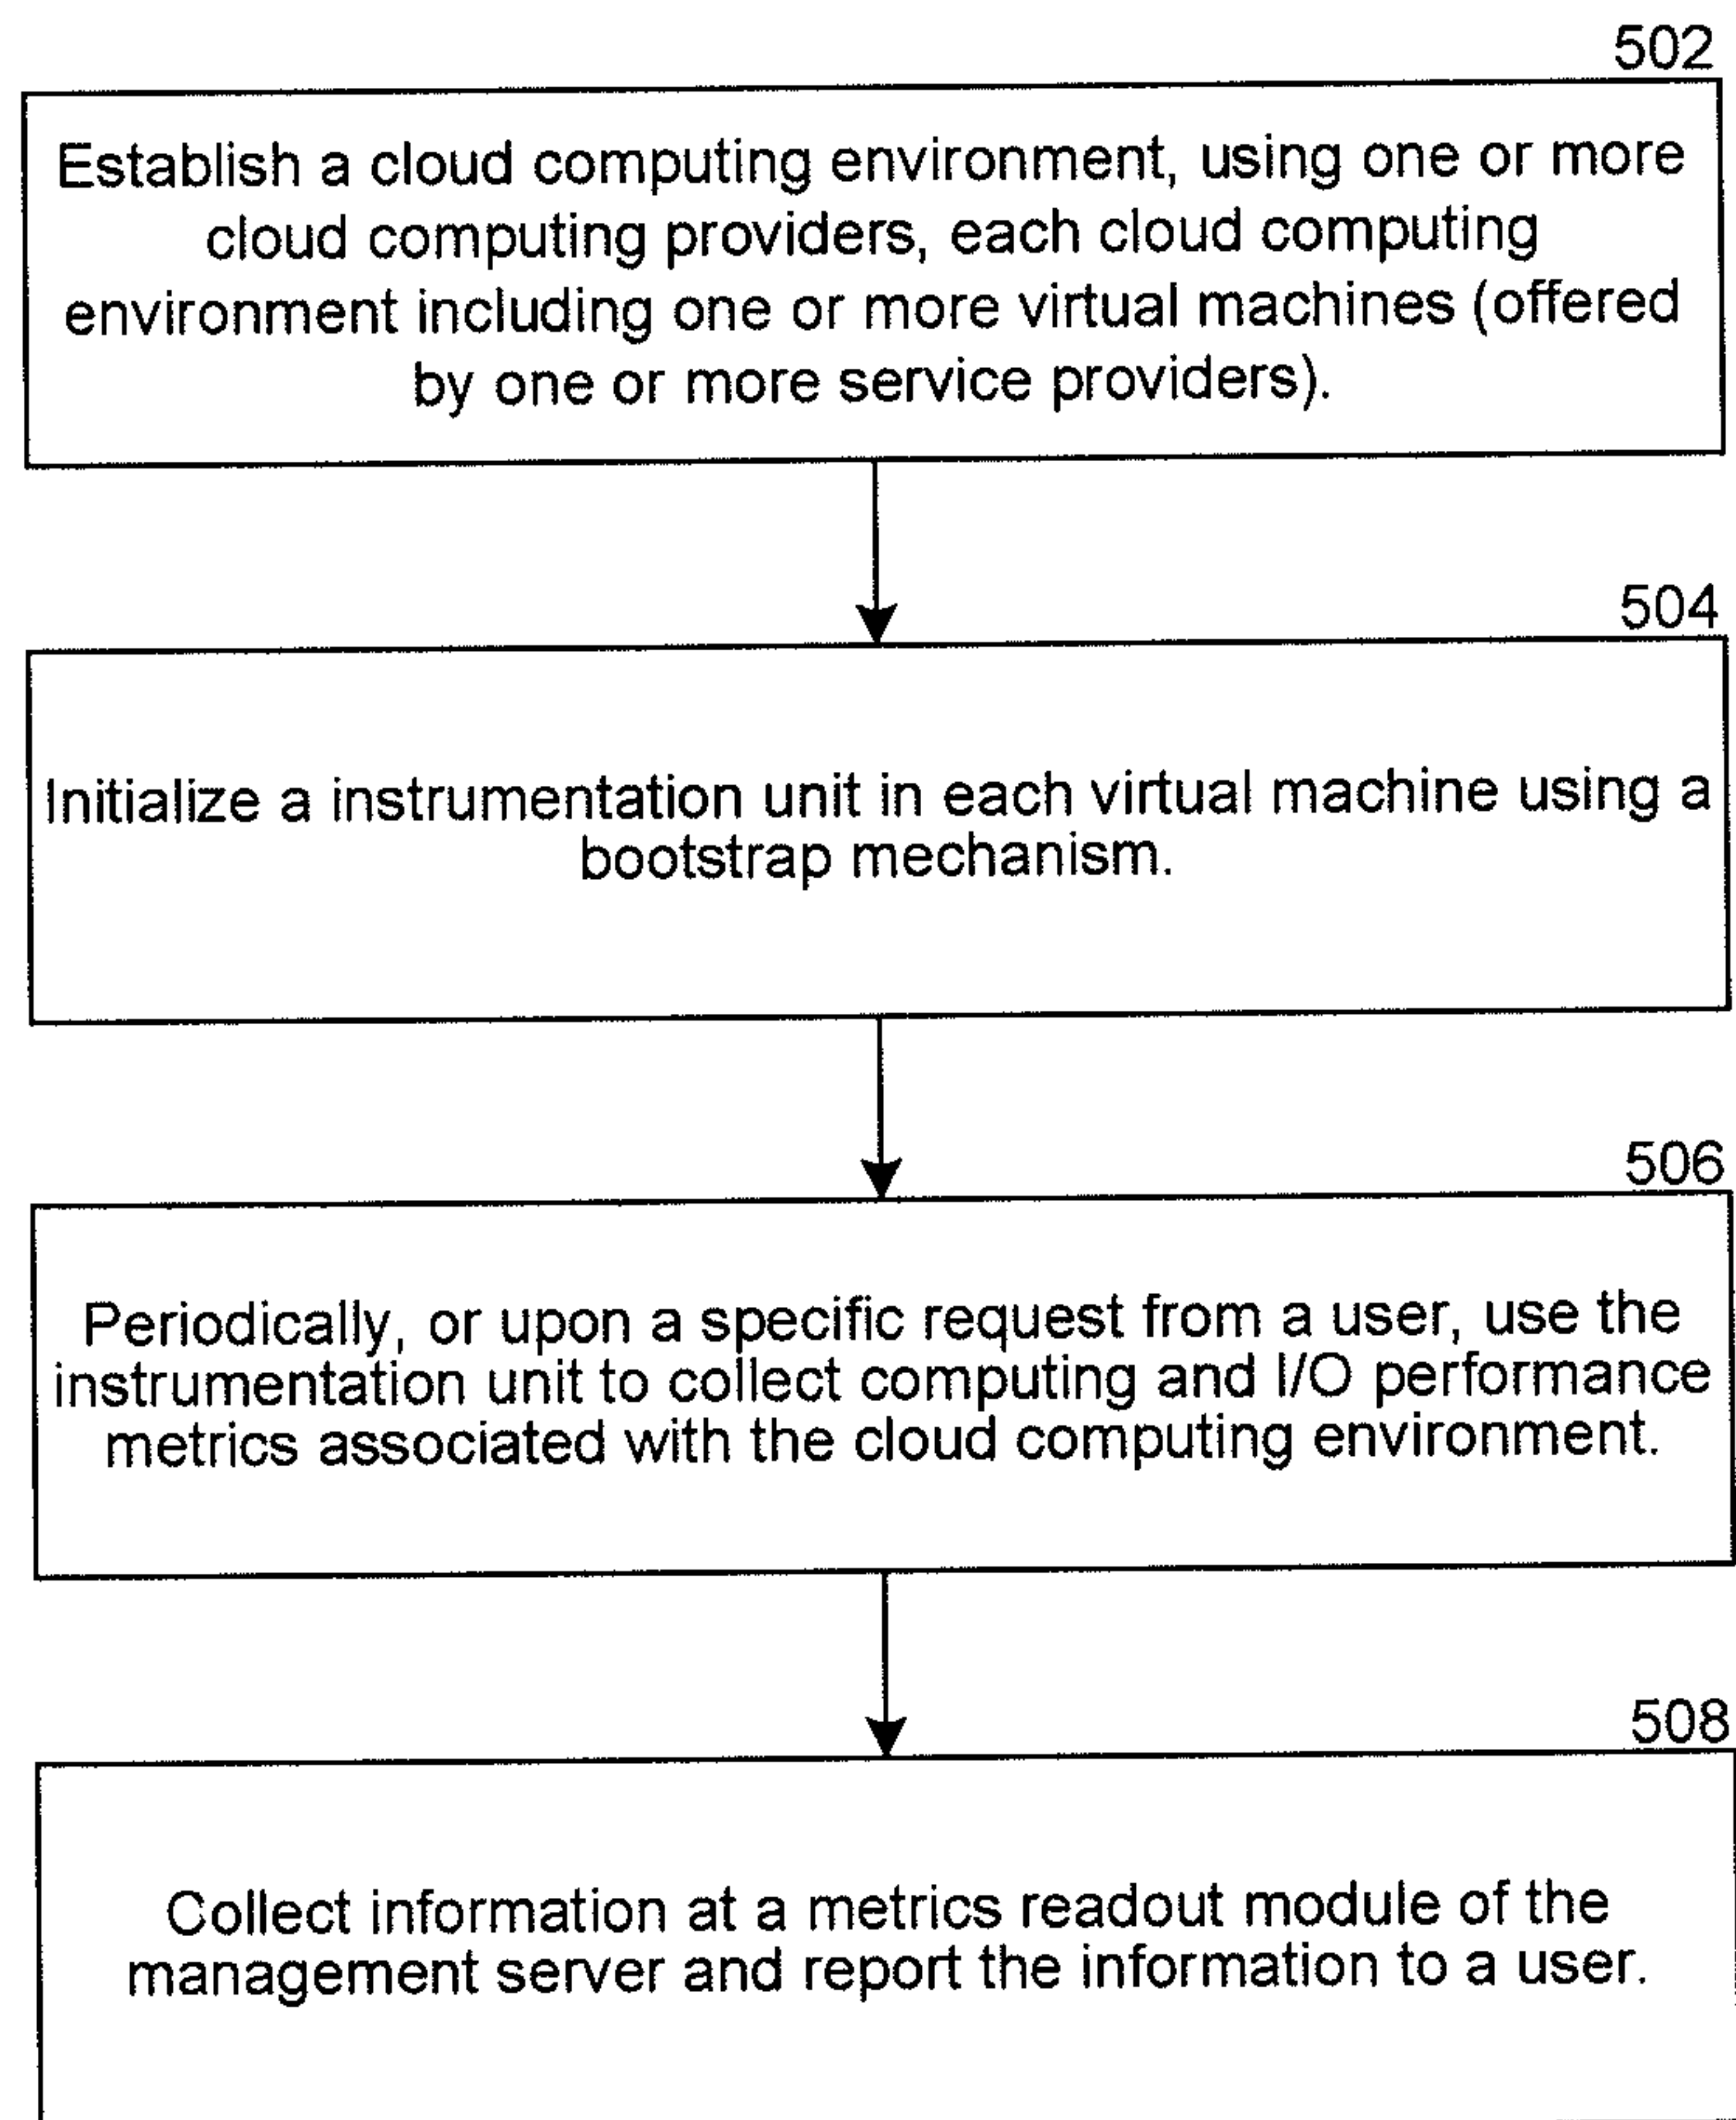 502
Establish a cloud computing environment, using one or more
cloud computing providers, each cloud computing
environment including one or more virtual machines (offered
by one or more service providers).
504
Initialize a instrumentation unit in each virtual machine using a
bootstrap mechanism.
506
Periodically, or upon a specific request from a user, use the
instrumentation unit to collect computing and I/O performance
metrics associated with the cloud computing environment.
508
Collect information at a metrics readout module of the
management server and report the information to a user.